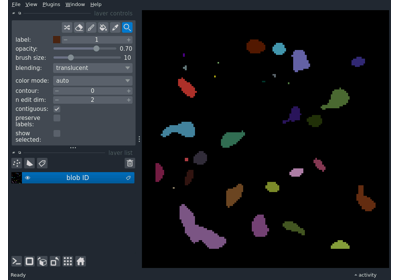 File View Plugins Window Help
layer controls
label: 1
opacity: 0.70
brush size: 10
blending: translucent
color mode: auto
contour: 0
n edit dim: 2
contiguous:
preserve
labels:
show
selected:
layer list
blob ID
Ready
activity